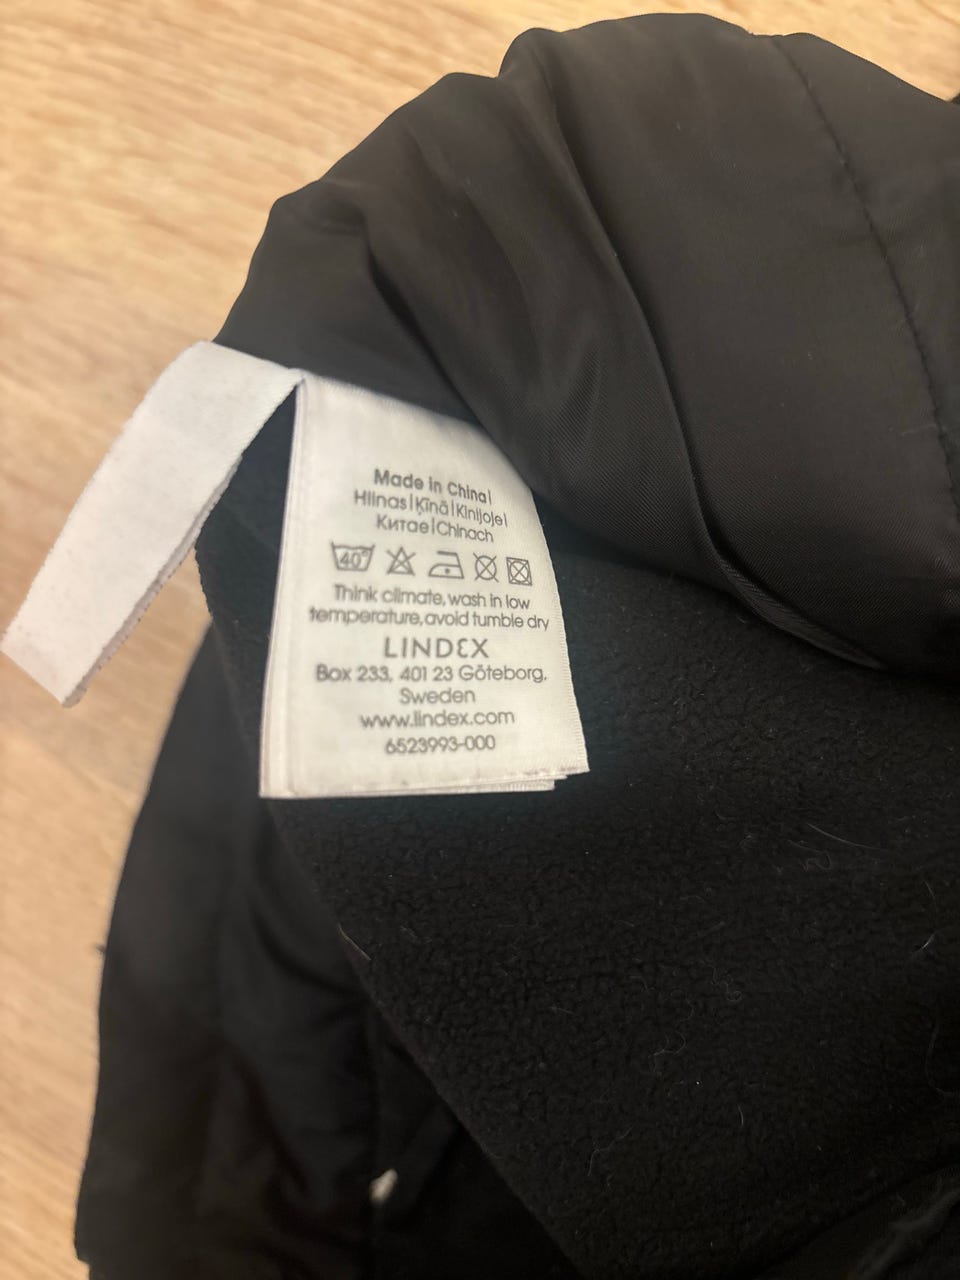 Made in China|
Hiinas|Ķīnā|Kinijoje|
Китае|Chinach
40°
Think climate, wash in low
temperature, avoid tumble dry
LINDEX
Box 233, 401 23 Göteborg,
Sweden
www.lindex.com
6523993-000